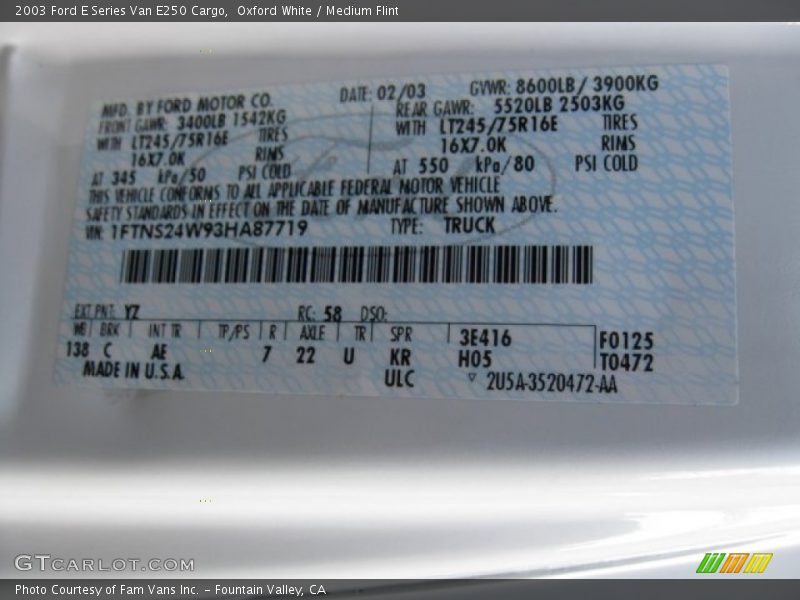 2003 Ford E Series Van E250 Cargo,  Oxford White / Medium Flint
MFD. BY FORD MOTOR CO. DATE: 02/03 GVWR: 8600LB/ 3900KG
FRONT GAWR: 3400LB 1542KG REAR GAWR: 5520LB 2503KG
WITH LT245/75R16E TIRES WITH LT245/75R16E TIRES
16X7.0K RIMS 16X7.0K RIMS
AT 345 kPa/50 PSI COLD AT 550 kPa/80 PSI COLD
THIS VEHICLE CONFORMS TO ALL APPLICABLE FEDERAL MOTOR VEHICLE
SAFETY STANDARDS IN EFFECT ON THE DATE OF MANUFACTURE SHOWN ABOVE.
VIN: 1FTNS24W93HA87719 TYPE: TRUCK
EXT PNT: YZ RC: 58 DSO:
WB BRK INT TR TP/PS R AXLE TR SPR 3E416 F0125
138 C AE 7 22 U KR H05 T0472
MADE IN U.S.A. ULC ▽ 2U5A-3520472-AA
GTCARLOT.COM
Photo Courtesy of Fam Vans Inc. – Fountain Valley, CA